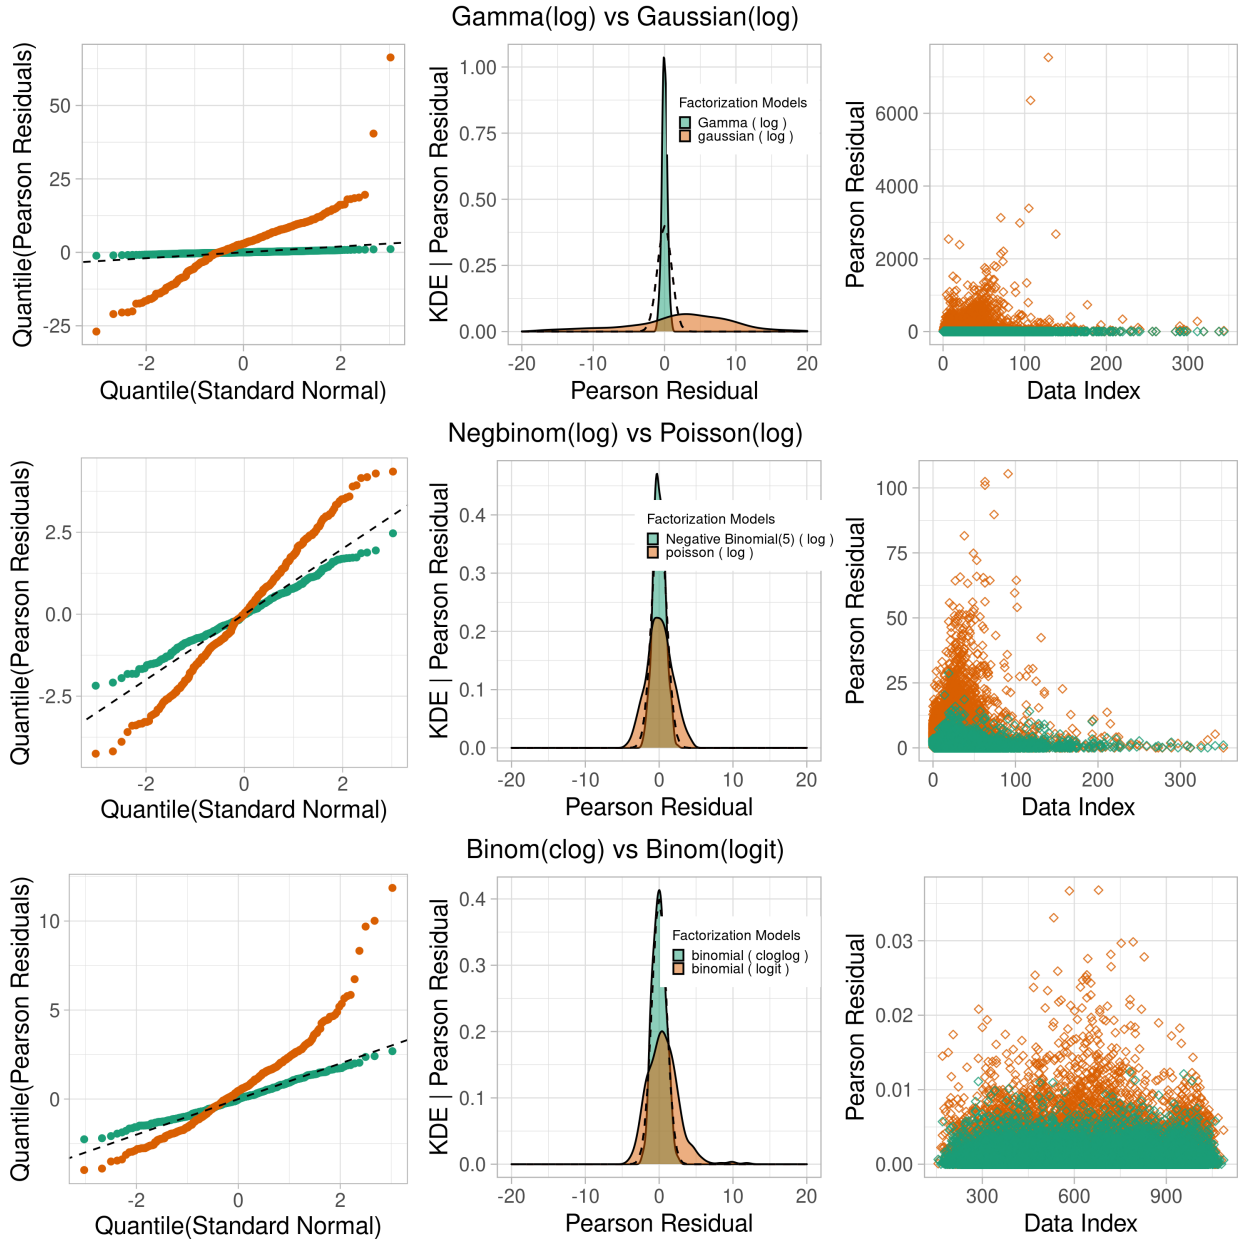 Gamma(log) vs Gaussian(log)
Quantile(Pearson Residuals)
50
25
0
-25
-2
0
2
Quantile(Standard Normal)
KDE | Pearson Residual
1.00
0.75
0.50
0.25
0.00
Factorization Models
Gamma ( log )
gaussian ( log )
-20
-10
0
10
20
Pearson Residual
Pearson Residual
6000
4000
2000
0
0
100
200
300
Data Index
Negbinom(log) vs Poisson(log)
Quantile(Pearson Residuals)
2.5
0.0
-2.5
-2
0
2
Quantile(Standard Normal)
KDE | Pearson Residual
0.4
0.3
0.2
0.1
0.0
Factorization Models
Negative Binomial(5) ( log )
poisson ( log )
-20
-10
0
10
20
Pearson Residual
Pearson Residual
100
75
50
25
0
0
100
200
300
Data Index
Binom(clog) vs Binom(logit)
Quantile(Pearson Residuals)
10
5
0
-2
0
2
Quantile(Standard Normal)
KDE | Pearson Residual
0.4
0.3
0.2
0.1
0.0
Factorization Models
binomial ( cloglog )
binomial ( logit )
-20
-10
0
10
20
Pearson Residual
Pearson Residual
0.03
0.02
0.01
0.00
300
600
900
Data Index